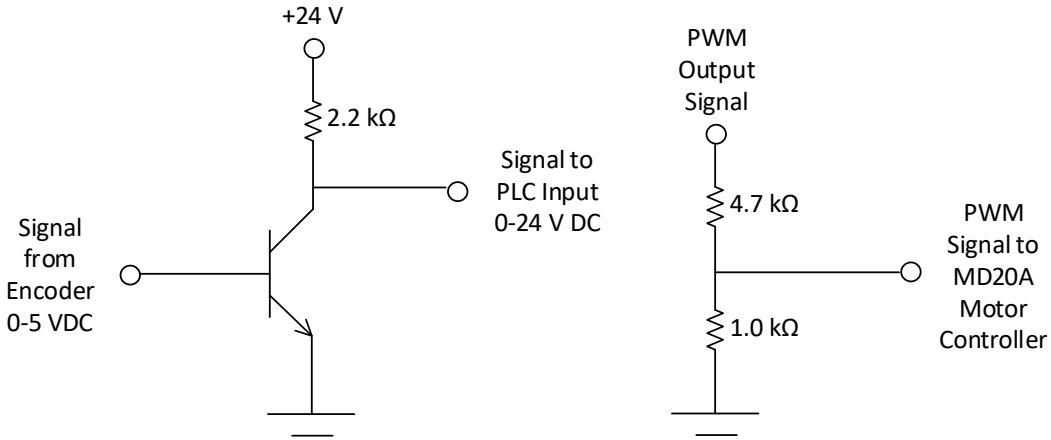 +24 V
2.2 kΩ
Signal to
PLC Input
0-24 V DC
Signal
from
Encoder
0-5 VDC
PWM
Output
Signal
4.7 kΩ
1.0 kΩ
PWM
Signal to
MD20A
Motor
Controller